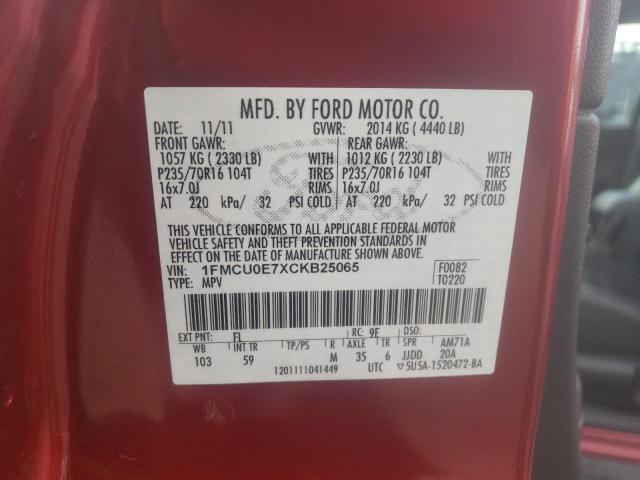 MFD. BY FORD MOTOR CO.
DATE: 11/11 GVWR: 2014 KG ( 4440 LB)
FRONT GAWR: REAR GAWR:
1057 KG ( 2330 LB) WITH 1012 KG ( 2230 LB) WITH
P235/70R16 104T TIRES P235/70R16 104T TIRES
16x7.0J RIMS 16x7.0J RIMS
AT 220 kPa/ 32 PSI COLD AT 220 kPa/ 32 PSI COLD
THIS VEHICLE CONFORMS TO ALL APPLICABLE FEDERAL MOTOR
VEHICLE SAFETY AND THEFT PREVENTION STANDARDS IN
EFFECT ON THE DATE OF MANUFACTURE SHOWN ABOVE.
VIN: 1FMCU0E7XCKB25065 F0082
TYPE: MPV T0220
EXT PNT: FL RC: 9F DSO:
WB INT TR TP/PS R AXLE TR SPR AM71A
103 59 M 35 6 JJDD 20A
1201111041449 UTC ▽5U5A-1520472-BA